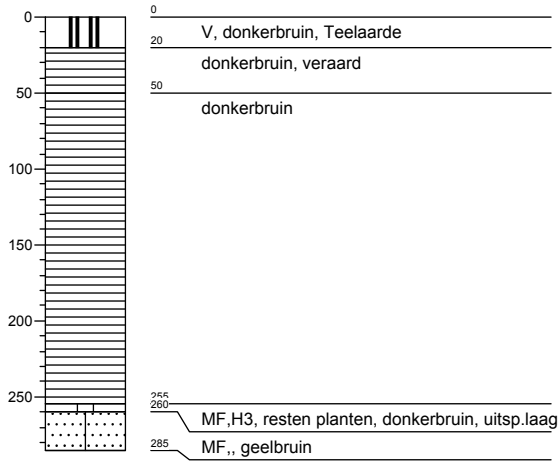 0
0
V, donkerbruin, Teelaarde
20
donkerbruin, veraard
50
50
donkerbruin
100
150
200
250
255
260
MF,H3, resten planten, donkerbruin, uitsp.laag
285
MF,, geelbruin